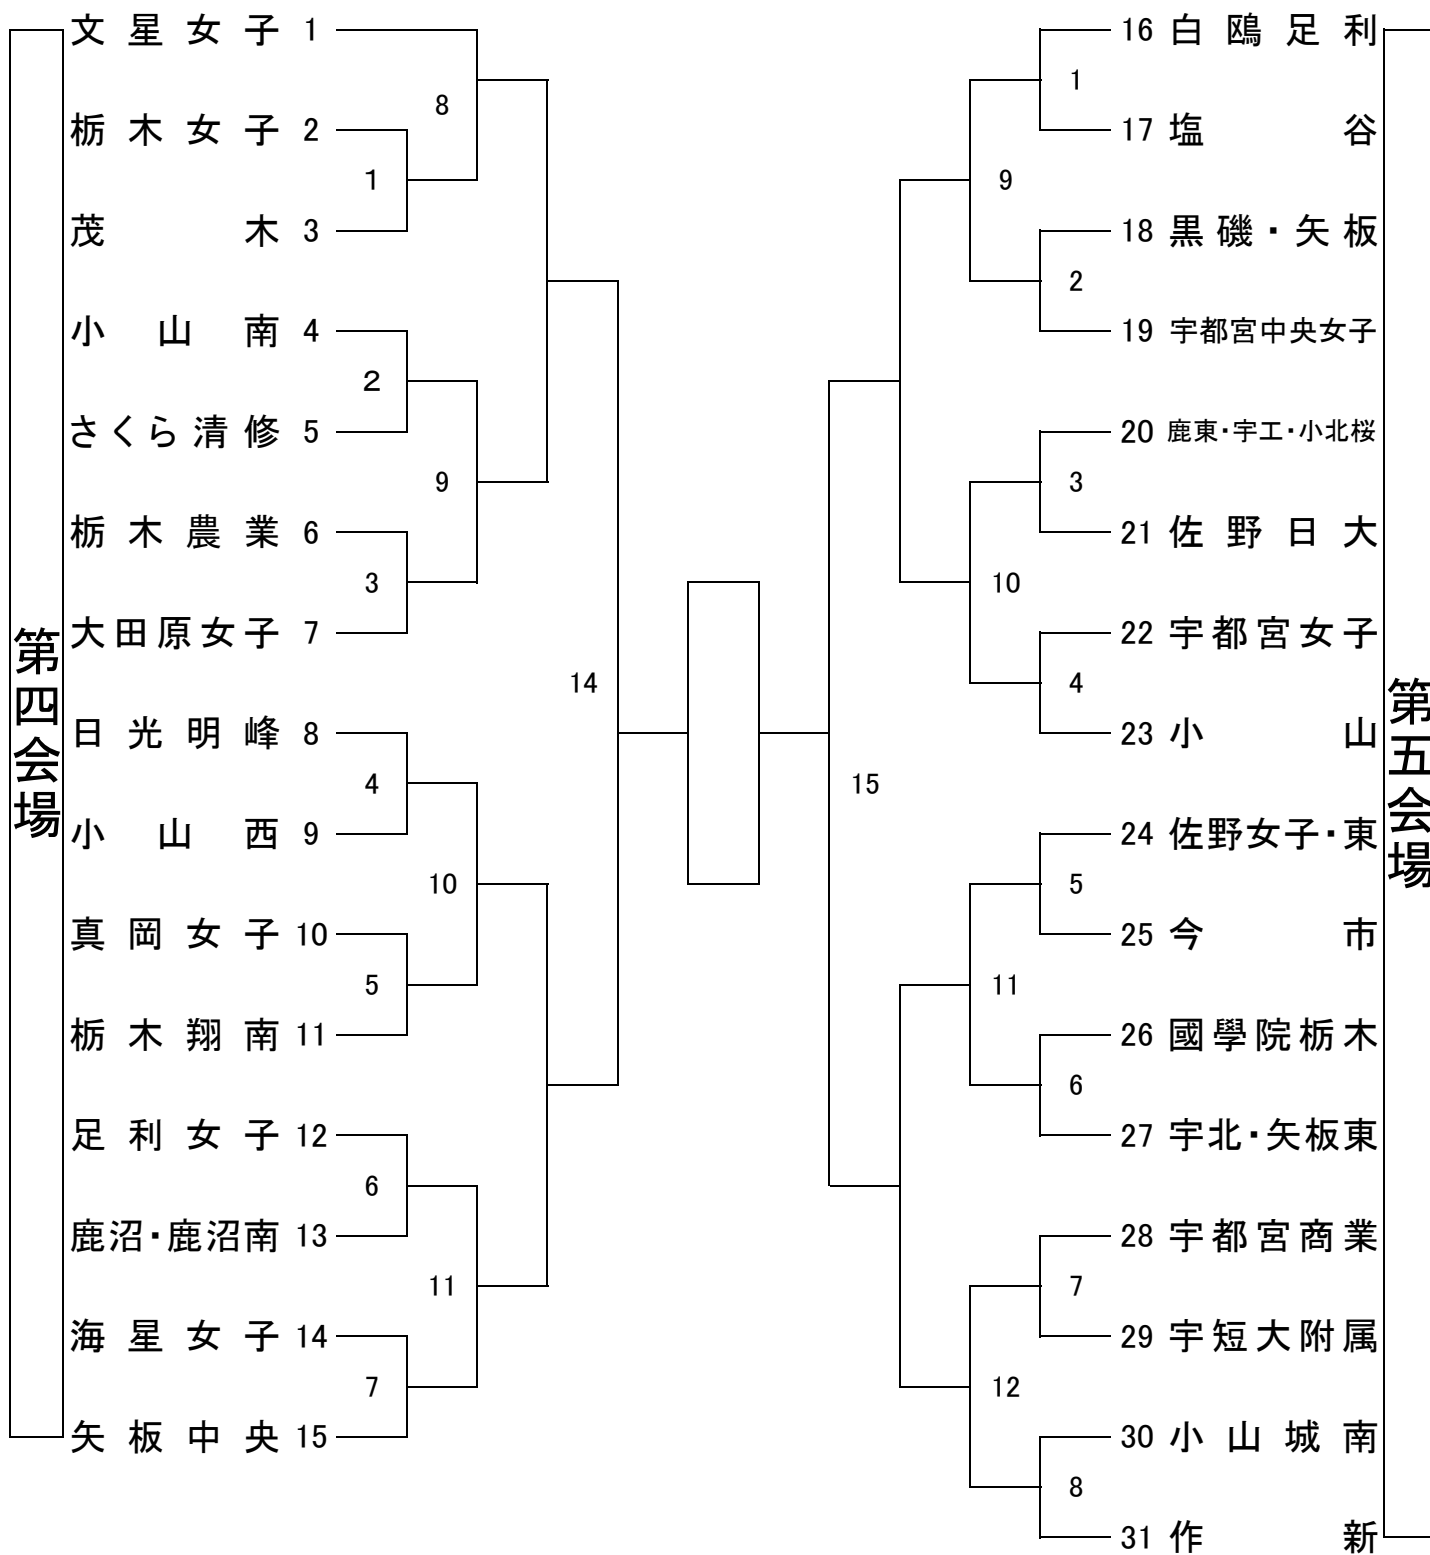 第四会場
文星女子 1
栃木女子 2
茂木 3
小山南 4
さくら清修 5
栃木農業 6
大田原女子 7
日光明峰 8
小山西 9
真岡女子 10
栃木翔南 11
足利女子 12
鹿沼・鹿沼南 13
海星女子 14
矢板中央 15
8
1
2
9
3
14
4
10
5
6
11
7
16 白鴎足利
17 塩谷
18 黒磯・矢板
19 宇都宮中央女子
20 鹿東・宇工・小北桜
21 佐野日大
22 宇都宮女子
23 小山
24 佐野女子・東
25 今市
26 國學院栃木
27 宇北・矢板東
28 宇都宮商業
29 宇短大附属
30 小山城南
31 作新
1
9
2
3
10
4
15
5
11
6
7
12
8
第五会場